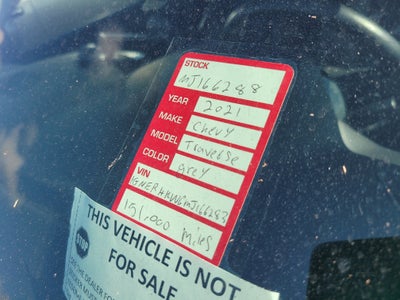 STOCK
MJ166288
YEAR 2021
MAKE Chevy
MODEL Traverse
COLOR Grey
VIN
151,000 miles
STOP
THIS VEHICLE IS NOT
FOR SALE